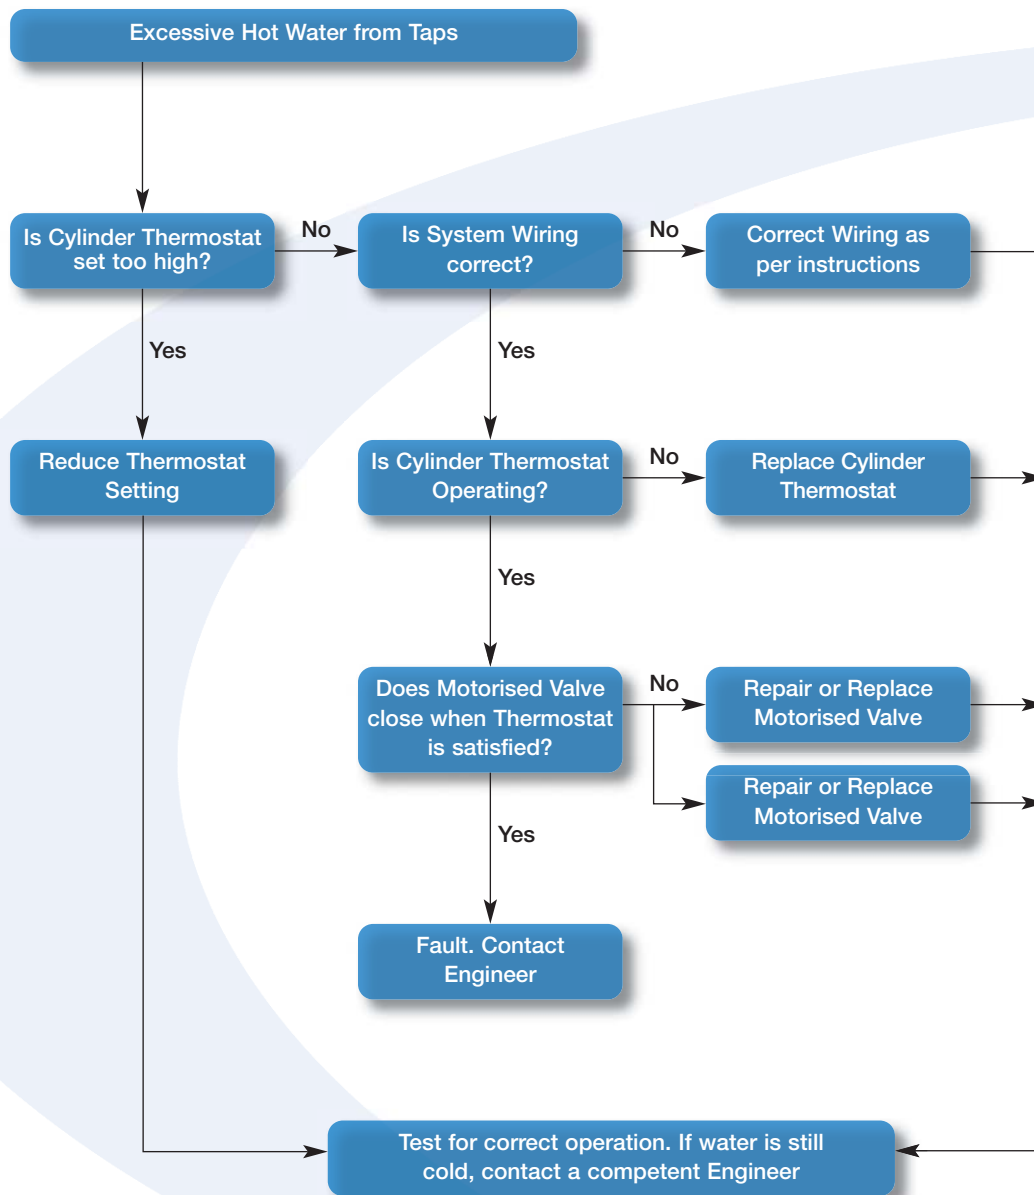 Excessive Hot Water from Taps
Is Cylinder Thermostat
set too high?
No
Is System Wiring
correct?
No
Correct Wiring as
per instructions
Yes
Yes
Reduce Thermostat
Setting
Is Cylinder Thermostat
Operating?
No
Replace Cylinder
Thermostat
Yes
Does Motorised Valve
close when Thermostat
is satisfied?
No
Repair or Replace
Motorised Valve
Repair or Replace
Motorised Valve
Yes
Fault. Contact
Engineer
Test for correct operation. If water is still
cold, contact a competent Engineer